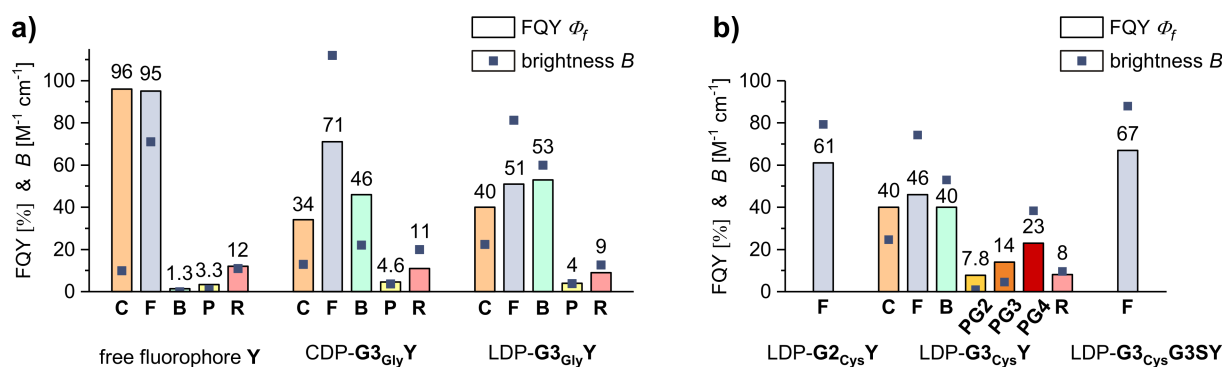 a)
FQY Φf
brightness B
FQY [%] & B [M-1 cm-1]
100
80
60
40
20
0
96 95 1.3 3.3 12
34 71 46 4.6 11
40 51 53 4 9
C F B P R C F B P R C F B P R
free fluorophore Y CDP-G3GlyY LDP-G3GlyY
b)
FQY Φf
brightness B
FQY [%] & B [M-1 cm-1]
100
80
60
40
20
0
61
40 46 40 7.8 14 23 8
67
F C F B PG2 PG3 PG4 R F
LDP-G2CysY LDP-G3CysY LDP-G3CysG3SY